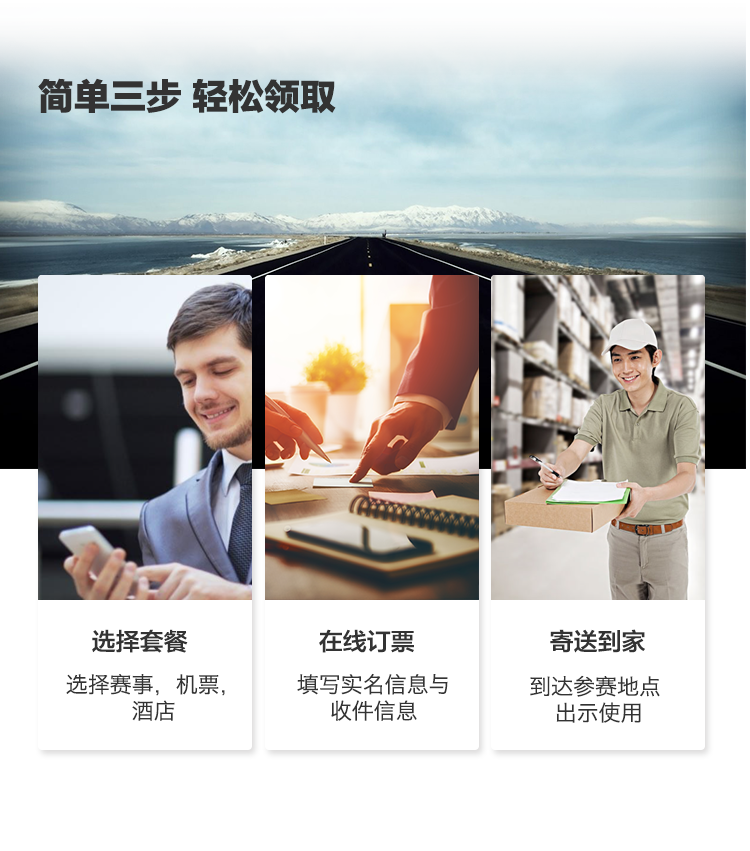 简单三步 轻松领取
选择套餐
选择赛事，机票，
酒店
在线订票
填写实名信息与
收件信息
寄送到家
到达参赛地点
出示使用